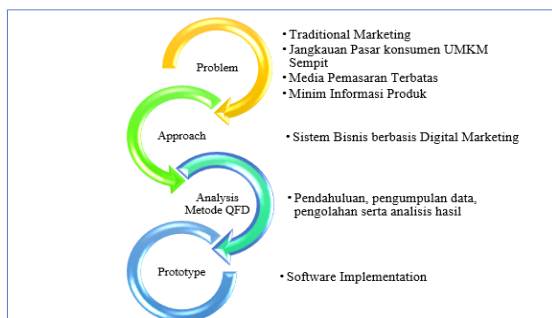 Problem
• Traditional Marketing
• Jangkauan Pasar konsumen UMKM
Sempit
• Media Pemasaran Terbatas
• Minim Informasi Produk
Approach
• Sistem Bisnis berbasis Digital Marketing
Analysis
Metode QFD
• Pendahuluan, pengumpulan data,
pengolahan serta analisis hasil
Prototype
• Software Implementation